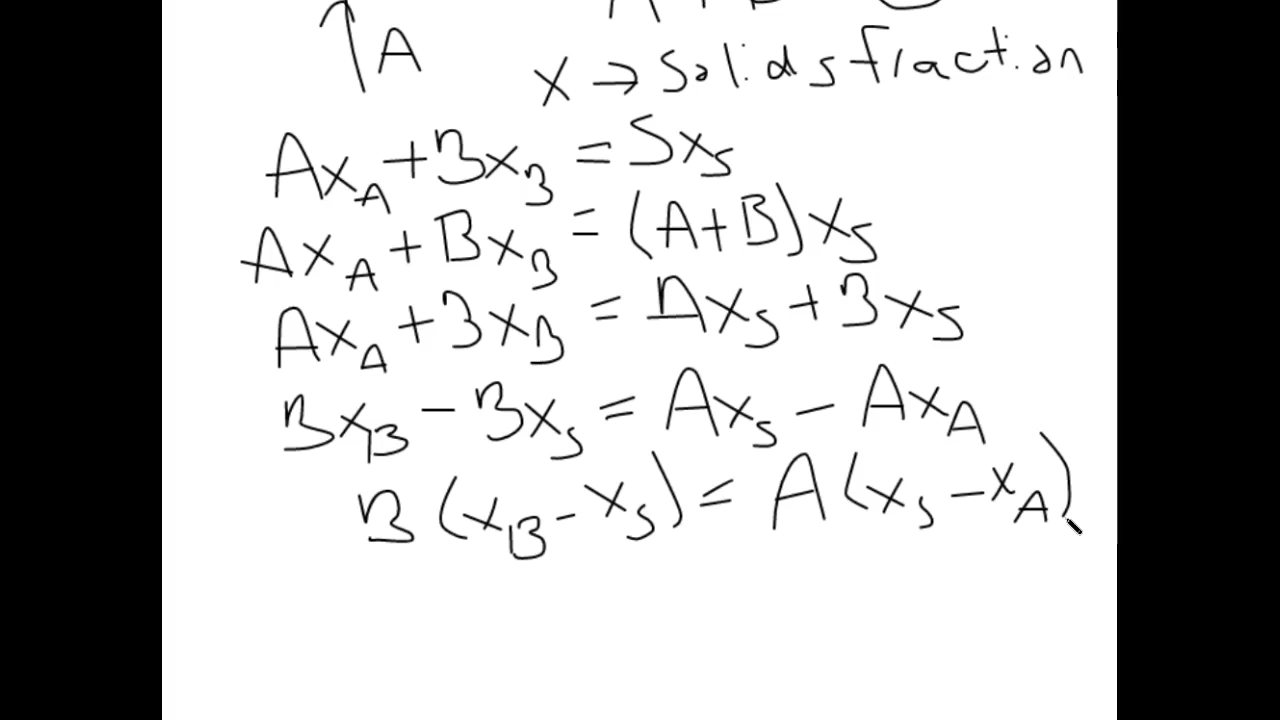 A
x → Solids fraction
Ax_A + Bx_B = Sx_S
Ax_A + Bx_B = (A+B)x_S
Ax_A + Bx_B = Ax_S + Bx_S
Bx_B - Bx_S = Ax_S - Ax_A
B(x_B - x_S) = A(x_S - x_A)